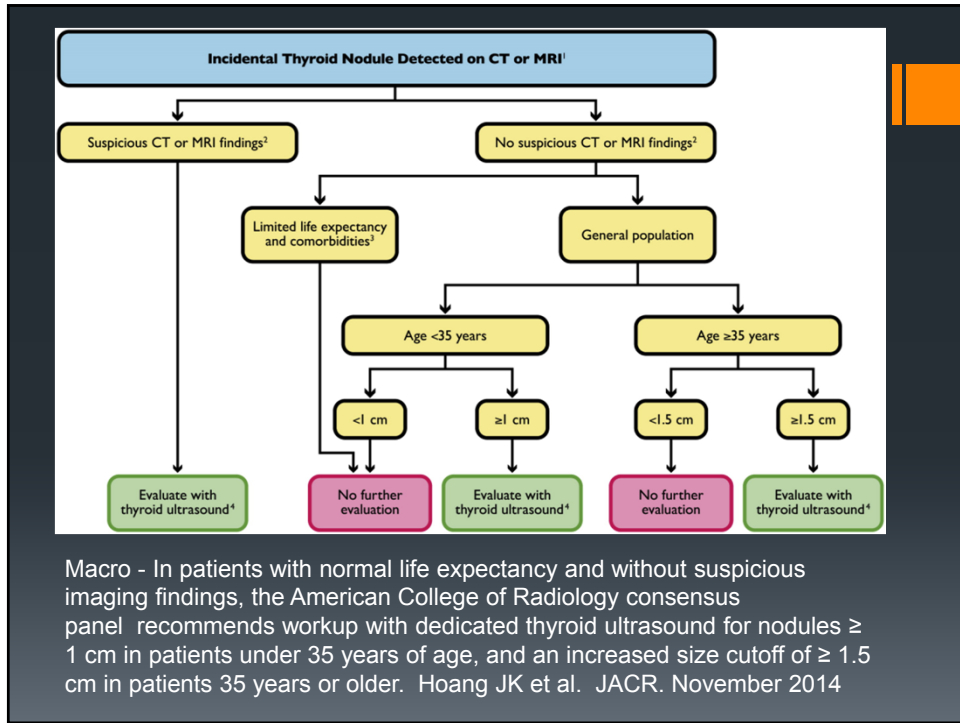 Incidental Thyroid Nodule Detected on CT or MRI¹
Suspicious CT or MRI findings²
No suspicious CT or MRI findings²
Limited life expectancy
and comorbidities³
General population
Age <35 years
Age ≥35 years
<1 cm
≥1 cm
<1.5 cm
≥1.5 cm
Evaluate with
thyroid ultrasound⁴
No further
evaluation
Evaluate with
thyroid ultrasound⁴
No further
evaluation
Evaluate with
thyroid ultrasound⁴
Macro - In patients with normal life expectancy and without suspicious
imaging findings, the American College of Radiology consensus
panel  recommends workup with dedicated thyroid ultrasound for nodules ≥
1 cm in patients under 35 years of age, and an increased size cutoff of ≥ 1.5
cm in patients 35 years or older.  Hoang JK et al.  JACR. November 2014